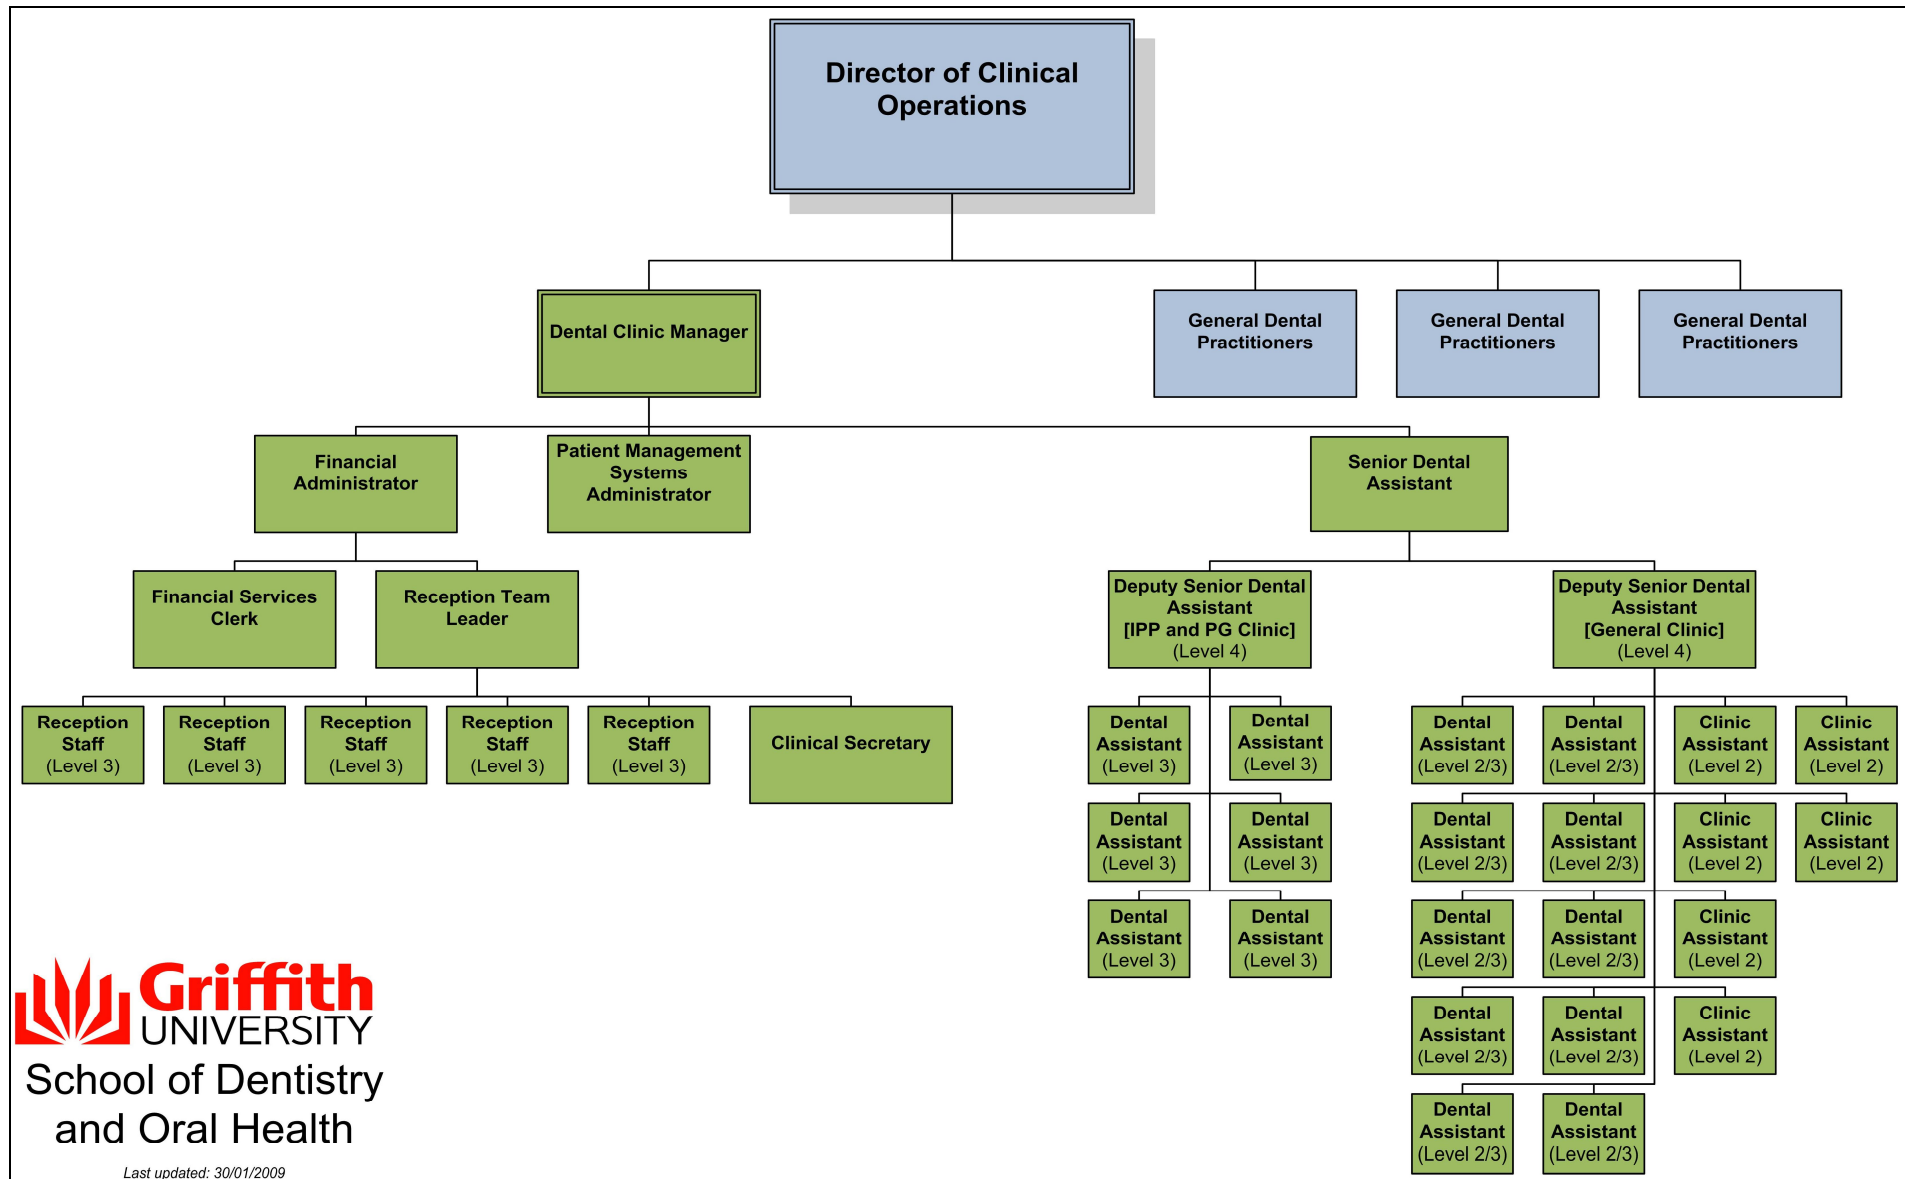 Director of Clinical
Operations
Dental Clinic Manager
General Dental
Practitioners
General Dental
Practitioners
General Dental
Practitioners
Financial
Administrator
Patient Management
Systems
Administrator
Senior Dental
Assistant
Financial Services
Clerk
Reception Team
Leader
Deputy Senior Dental
Assistant
[IPP and PG Clinic]
(Level 4)
Deputy Senior Dental
Assistant
[General Clinic]
(Level 4)
Reception
Staff
(Level 3)
Reception
Staff
(Level 3)
Reception
Staff
(Level 3)
Reception
Staff
(Level 3)
Reception
Staff
(Level 3)
Clinical Secretary
Dental
Assistant
(Level 3)
Dental
Assistant
(Level 3)
Dental
Assistant
(Level 2/3)
Dental
Assistant
(Level 2/3)
Clinic
Assistant
(Level 2)
Clinic
Assistant
(Level 2)
Dental
Assistant
(Level 3)
Dental
Assistant
(Level 3)
Dental
Assistant
(Level 2/3)
Dental
Assistant
(Level 2/3)
Clinic
Assistant
(Level 2)
Clinic
Assistant
(Level 2)
Dental
Assistant
(Level 3)
Dental
Assistant
(Level 3)
Dental
Assistant
(Level 2/3)
Dental
Assistant
(Level 2/3)
Clinic
Assistant
(Level 2)
Dental
Assistant
(Level 2/3)
Dental
Assistant
(Level 2/3)
Clinic
Assistant
(Level 2)
Dental
Assistant
(Level 2/3)
Dental
Assistant
(Level 2/3)
Griffith
UNIVERSITY
School of Dentistry
and Oral Health
Last updated: 30/01/2009